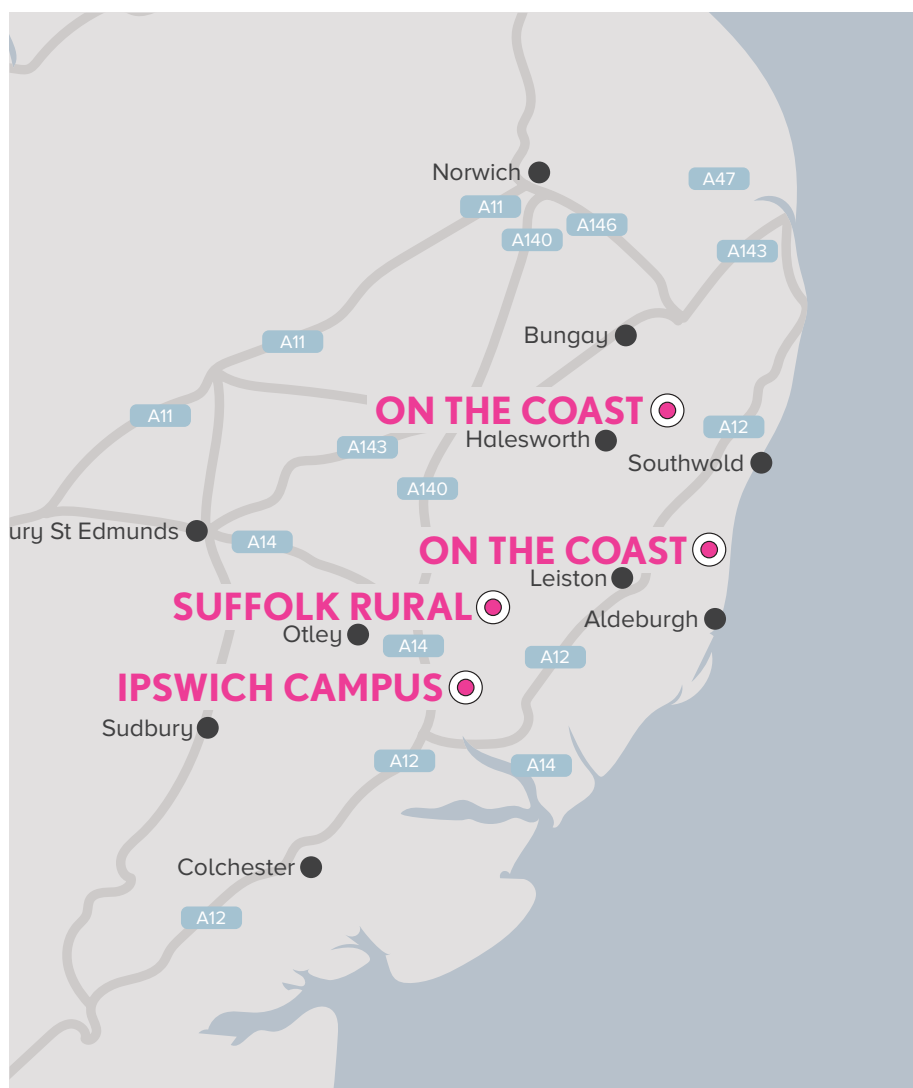 Norwich
A47
A11
A146
A140
A143
Bungay
A11
ON THE COAST
A11
A12
Halesworth
A143
Southwold
A140
ury St Edmunds
A14
ON THE COAST
Leiston
SUFFOLK RURAL
Aldeburgh
Otley
A14
A12
IPSWICH CAMPUS
Sudbury
A12
A14
Colchester
A12